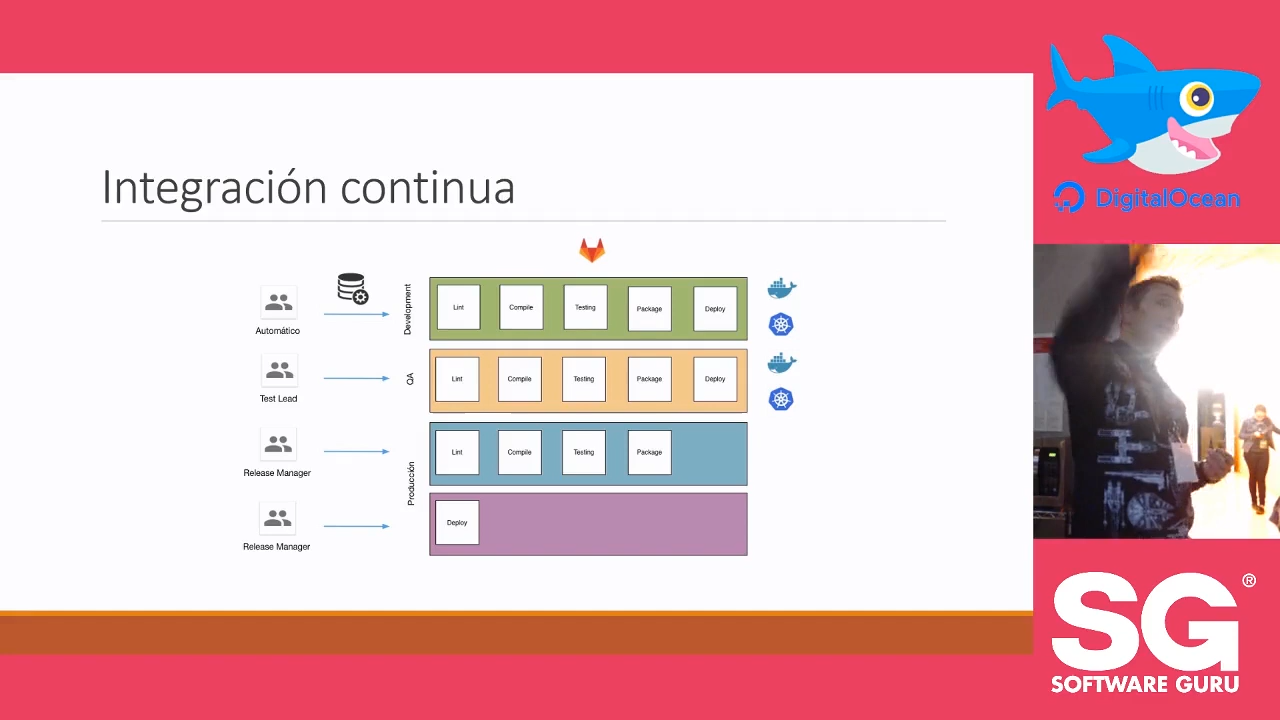 Integración continua
Automático
Development
Lint
Compile
Testing
Package
Deploy
Test Lead
QA
Lint
Compile
Testing
Package
Deploy
Release Manager
Producción
Lint
Compile
Testing
Package
Release Manager
Deploy
DigitalOcean
SG®
SOFTWARE GURU